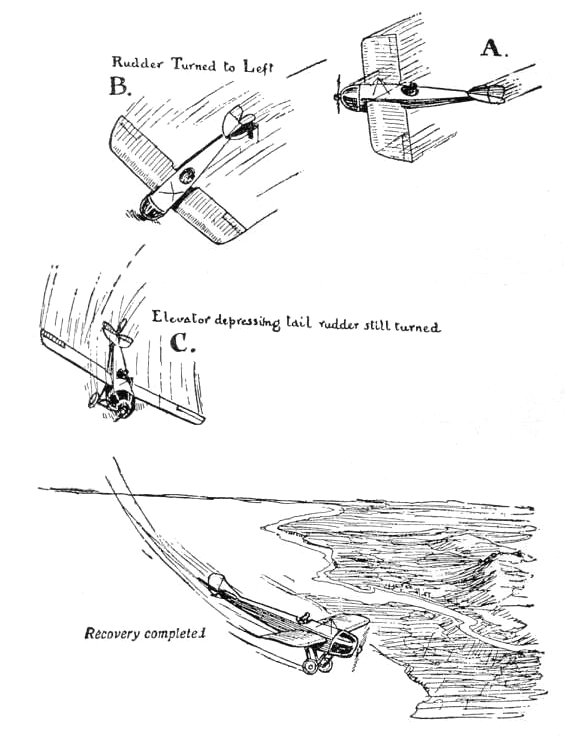 A.
Rudder Turned to Left
B.
Elevator depressing tail rudder still turned
C.
Recovery completed